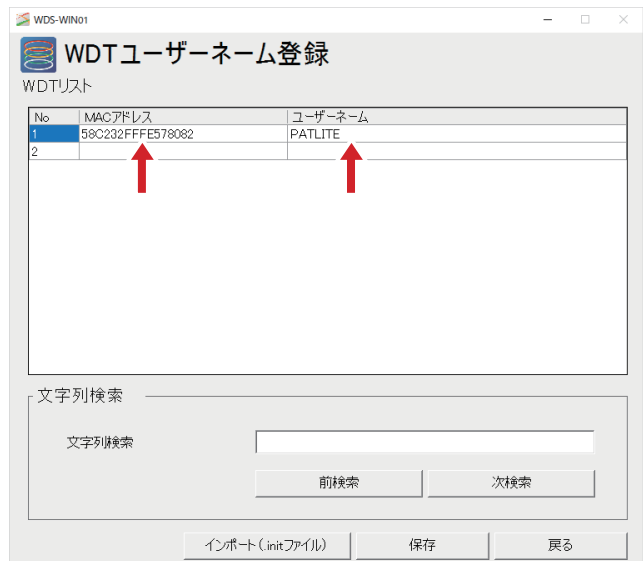 WDS-WIN01
WDTユーザーネーム登録
WDTリスト
No MACアドレス ユーザーネーム
1 58C232FFFE578082 PATLITE
2
文字列検索
文字列検索
前検索 次検索
インポート(.initファイル) 保存 戻る